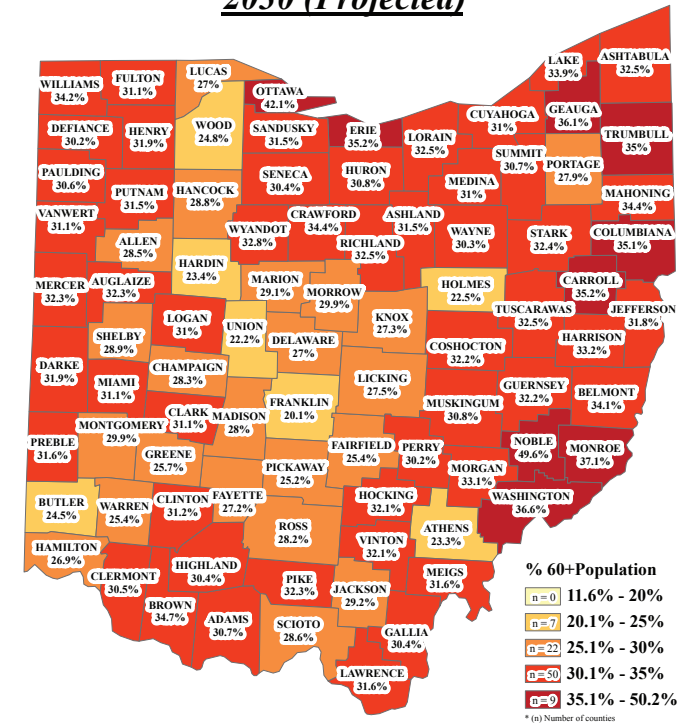 2030 (Projected)
LAKE
33.9%
ASHTABULA
32.5%
LUCAS
27%
FULTON
31.1%
WILLIAMS
34.2%
OTTAWA
42.1%
GEAUGA
36.1%
CUYAHOGA
31%
DEFIANCE
30.2%
HENRY
31.9%
WOOD
24.8%
SANDUSKY
31.5%
ERIE
35.2%
LORAIN
32.5%
TRUMBULL
35%
SUMMIT
30.7%
PORTAGE
27.9%
PAULDING
30.6%
PUTNAM
31.5%
HANCOCK
28.8%
SENECA
30.4%
HURON
30.8%
MEDINA
31%
MAHONING
34.4%
VANWERT
31.1%
WYANDOT
32.8%
CRAWFORD
34.4%
RICHLAND
32.5%
ASHLAND
31.5%
WAYNE
30.3%
STARK
32.4%
COLUMBIANA
35.1%
ALLEN
28.5%
HARDIN
23.4%
MERCER
32.3%
AUGLAIZE
32.3%
MARION
29.1%
MORROW
29.9%
HOLMES
22.5%
CARROLL
35.2%
TUSCARAWAS
32.5%
JEFFERSON
31.8%
LOGAN
31%
UNION
22.2%
KNOX
27.3%
SHELBY
28.9%
DELAWARE
27%
COSHOCTON
32.2%
HARRISON
33.2%
DARKE
31.9%
MIAMI
31.1%
CHAMPAIGN
28.3%
LICKING
27.5%
GUERNSEY
32.2%
BELMONT
34.1%
FRANKLIN
20.1%
MUSKINGUM
30.8%
CLARK
31.1%
MADISON
28%
MONTGOMERY
29.9%
PREBLE
31.6%
GREENE
25.7%
FAIRFIELD
25.4%
PERRY
30.2%
NOBLE
49.6%
MONROE
37.1%
PICKAWAY
25.2%
MORGAN
33.1%
BUTLER
24.5%
WARREN
25.4%
CLINTON
31.2%
FAYETTE
27.2%
HOCKING
32.1%
WASHINGTON
36.6%
ROSS
28.2%
ATHENS
23.3%
HAMILTON
26.9%
VINTON
32.1%
CLERMONT
30.5%
HIGHLAND
30.4%
PIKE
32.3%
JACKSON
29.2%
MEIGS
31.6%
BROWN
34.7%
ADAMS
30.7%
SCIOTO
28.6%
GALLIA
30.4%
LAWRENCE
31.6%
% 60+Population
n = 0 11.6% - 20%
n = 7 20.1% - 25%
n = 22 25.1% - 30%
n = 50 30.1% - 35%
n = 9 35.1% - 50.2%
* (n) Number of counties